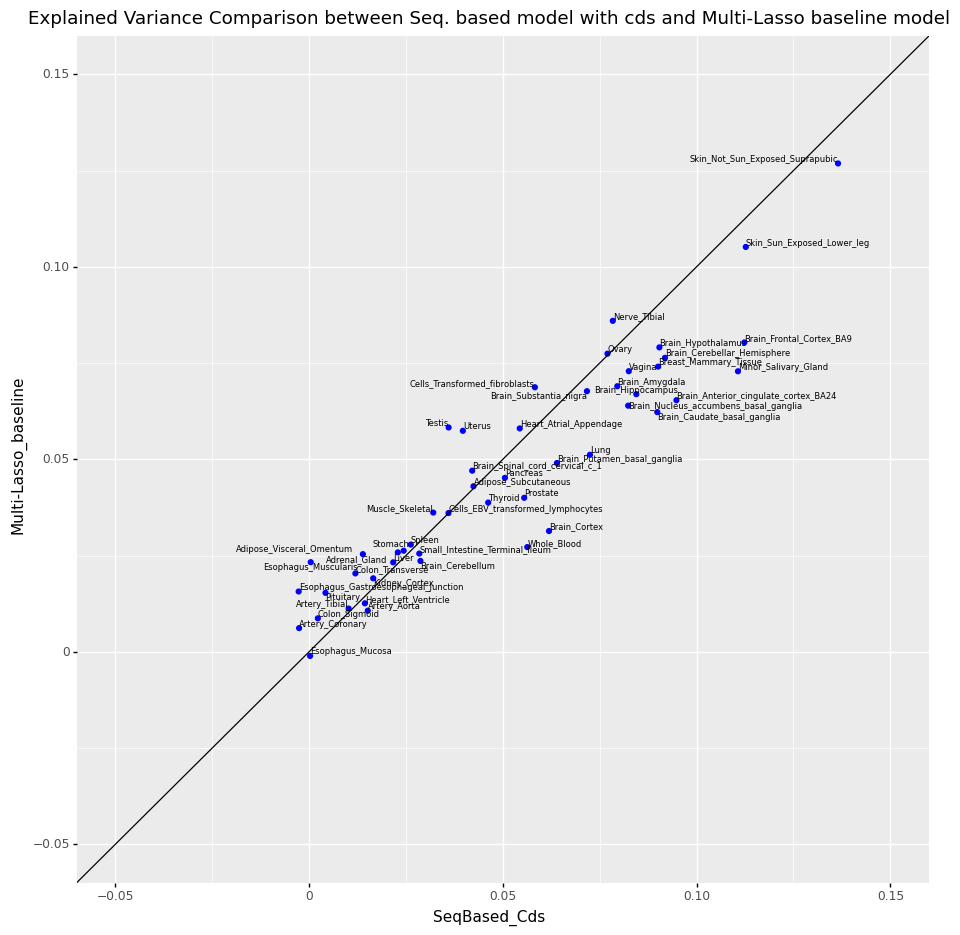 Explained Variance Comparison between Seq. based model with cds and Multi-Lasso baseline model
0.15
Skin_Not_Sun_Exposed_Suprapubic
Skin_Sun_Exposed_Lower_leg
0.10
Nerve_Tibial
Brain_Frontal_Cortex_BA9
Brain_Hypothalamus
Ovary
Brain_Cerebellar_Hemisphere
Breast_Mammary_Tissue
Vagina
Minor_Salivary_Gland
Cells_Transformed_fibroblasts
Brain_Amygdala
Brain_Hippocampus
Brain_Substantia_nigra
Brain_Anterior_cingulate_cortex_BA24
Brain_Nucleus_accumbens_basal_ganglia
Brain_Caudate_basal_ganglia
Testis
Uterus
Heart_Atrial_Appendage
Lung
0.05
Brain_Putamen_basal_ganglia
Brain_Spinal_cord_cervical_c_1
Pancreas
Adipose_Subcutaneous
Prostate
Thyroid
Muscle_Skeletal
Cells_EBV_transformed_lymphocytes
Brain_Cortex
Spleen
Stomach
Whole_Blood
Adipose_Visceral_Omentum
Small_Intestine_Terminal_Ileum
Adrenal_Gland
Liver
Esophagus_Muscularis
Colon_Transverse
Brain_Cerebellum
Kidney_Cortex
Esophagus_Gastroesophageal_Junction
Pituitary
Artery_Tibial
Heart_Left_Ventricle
Artery_Aorta
Colon_Sigmoid
Artery_Coronary
0
Esophagus_Mucosa
−0.05
Multi-Lasso_baseline
−0.05
0
0.05
0.10
0.15
SeqBased_Cds